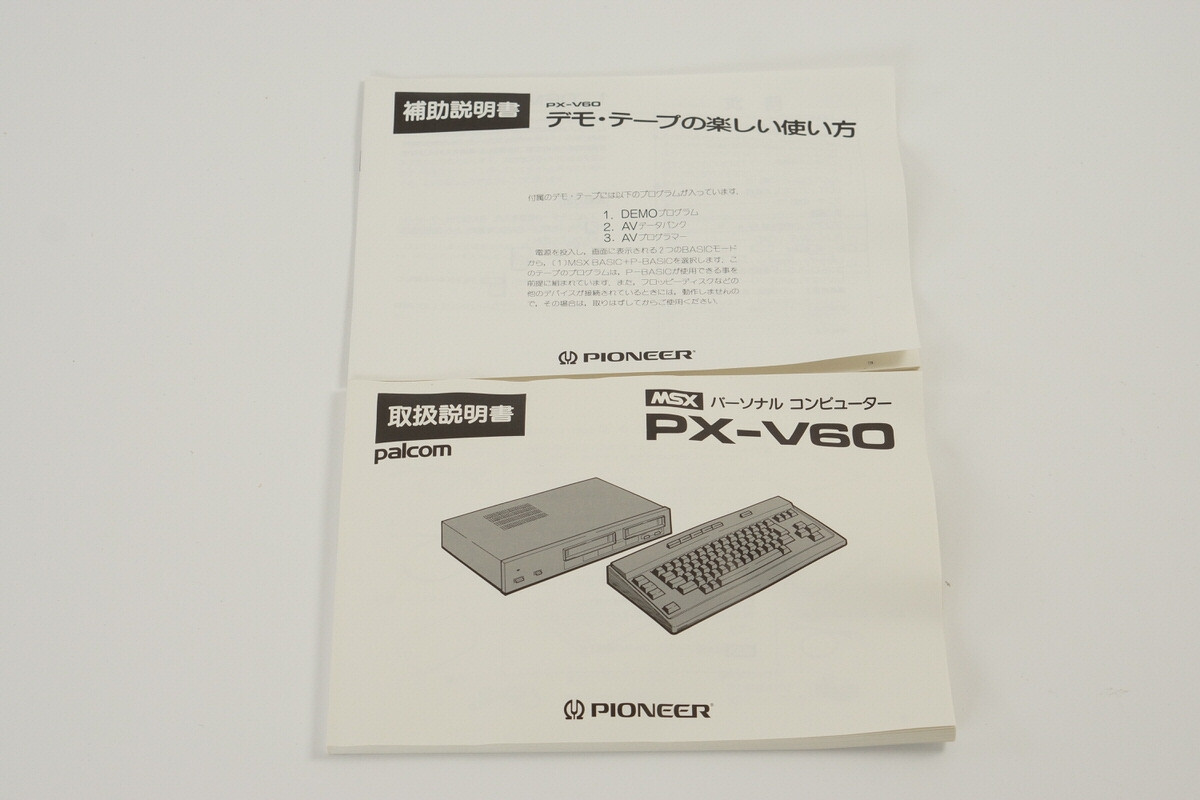 補助説明書
PX-V60
デモ・テープの楽しい使い方
付属のデモ・テープには以下のプログラムが入っています。
1. DEMOプログラム
2. AVデータバンク
3. AVプログラマー
電源を投入し、画面に表示される2つのBASICモード
から、(1)MSX BASIC+P-BASICを選択します。こ
のテープのプログラムは、P-BASICが使用できる事を
前提に組まれています。また、フロッピーディスクなどの
他のデバイスが接続されているときには、動作しませんの
で、その場合は、取りはずしてからご使用ください。
PIONEER
取扱説明書
palcom
MSX パーソナル コンピューター
PX-V60
PIONEER